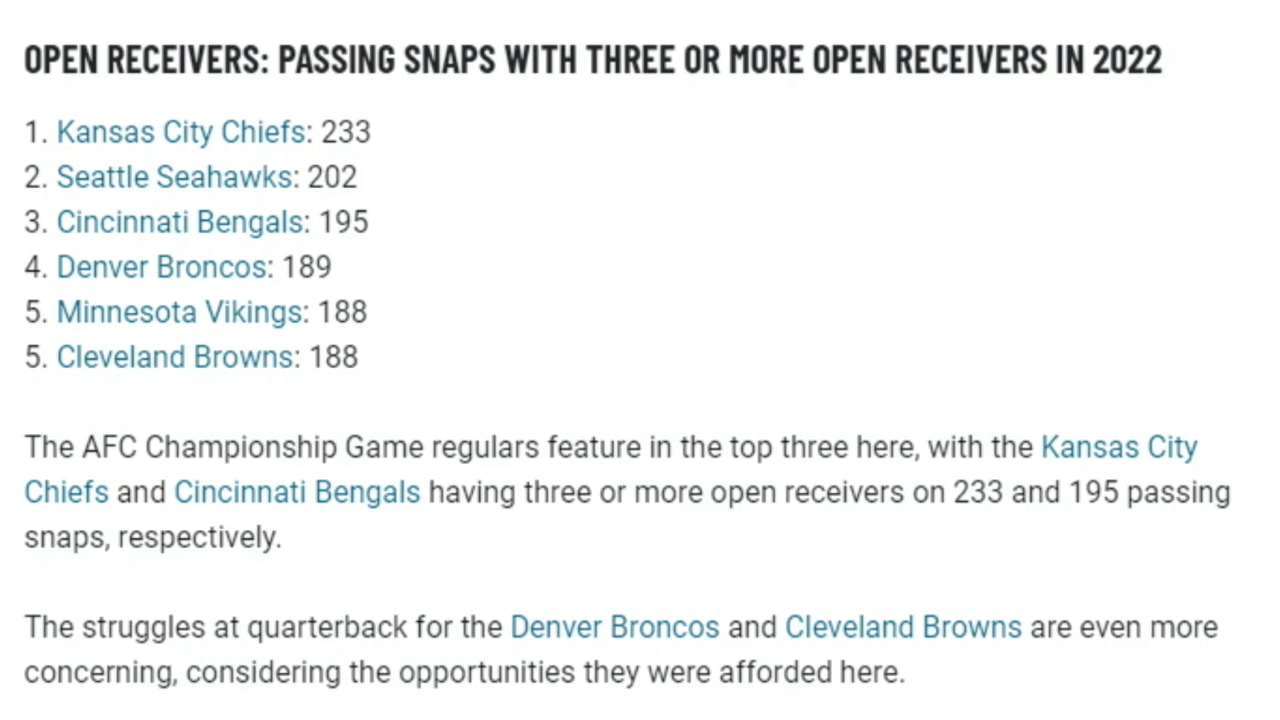 OPEN RECEIVERS: PASSING SNAPS WITH THREE OR MORE OPEN RECEIVERS IN 2022
1. Kansas City Chiefs: 233
2. Seattle Seahawks: 202
3. Cincinnati Bengals: 195
4. Denver Broncos: 189
5. Minnesota Vikings: 188
5. Cleveland Browns: 188
The AFC Championship Game regulars feature in the top three here, with the Kansas City
Chiefs and Cincinnati Bengals having three or more open receivers on 233 and 195 passing
snaps, respectively.
The struggles at quarterback for the Denver Broncos and Cleveland Browns are even more
concerning, considering the opportunities they were afforded here.